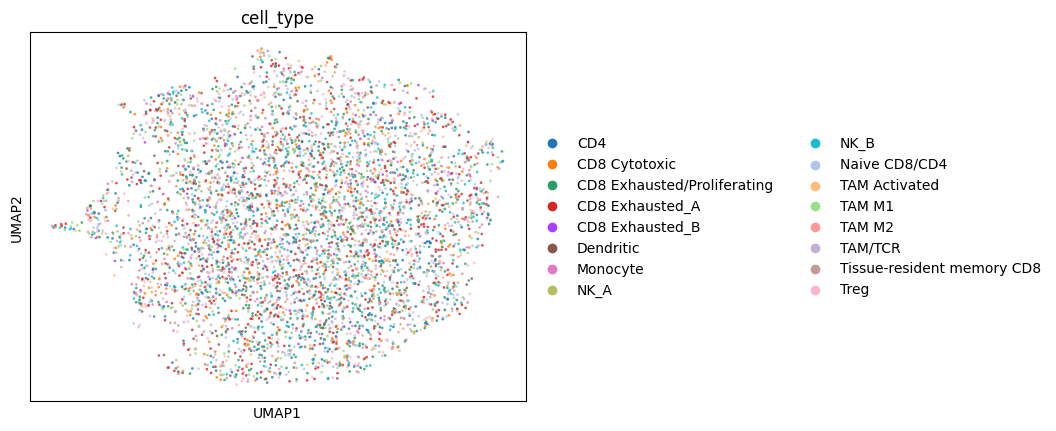 cell_type
UMAP2
UMAP1
CD4
CD8 Cytotoxic
CD8 Exhausted/Proliferating
CD8 Exhausted_A
CD8 Exhausted_B
Dendritic
Monocyte
NK_A
NK_B
Naive CD8/CD4
TAM Activated
TAM M1
TAM M2
TAM/TCR
Tissue-resident memory CD8
Treg